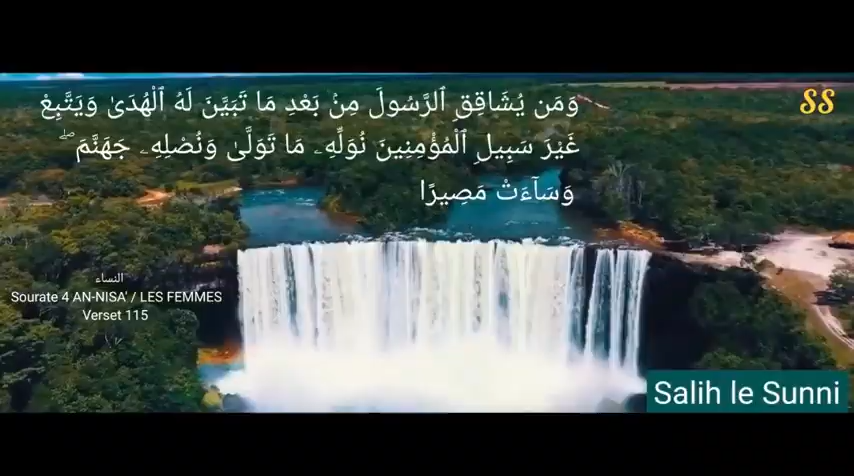 وَمَن يُشَاقِقِ ٱلرَّسُولَ مِنۢ بَعْدِ مَا تَبَيَّنَ لَهُ ٱلْهُدَىٰ وَيَتَّبِعْ
غَيْرَ سَبِيلِ ٱلْمُؤْمِنِينَ نُوَلِّهِۦ مَا تَوَلَّىٰ وَنُصْلِهِۦ جَهَنَّمَ ۖ
وَسَآءَتْ مَصِيرًا
SS
النساء
Sourate 4 AN-NISA' / LES FEMMES
Verset 115
Salih le Sunni